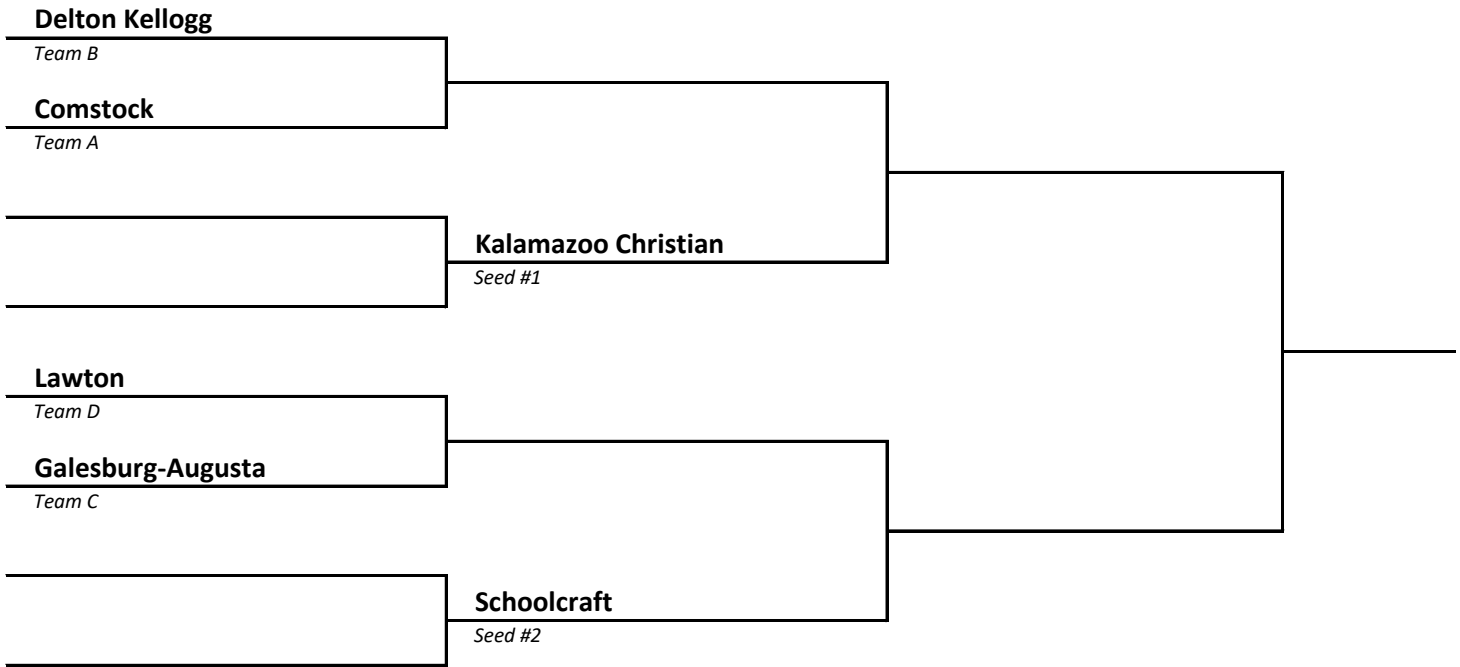 Delton Kellogg
Team B
Comstock
Team A
Kalamazoo Christian
Seed #1
Lawton
Team D
Galesburg-Augusta
Team C
Schoolcraft
Seed #2